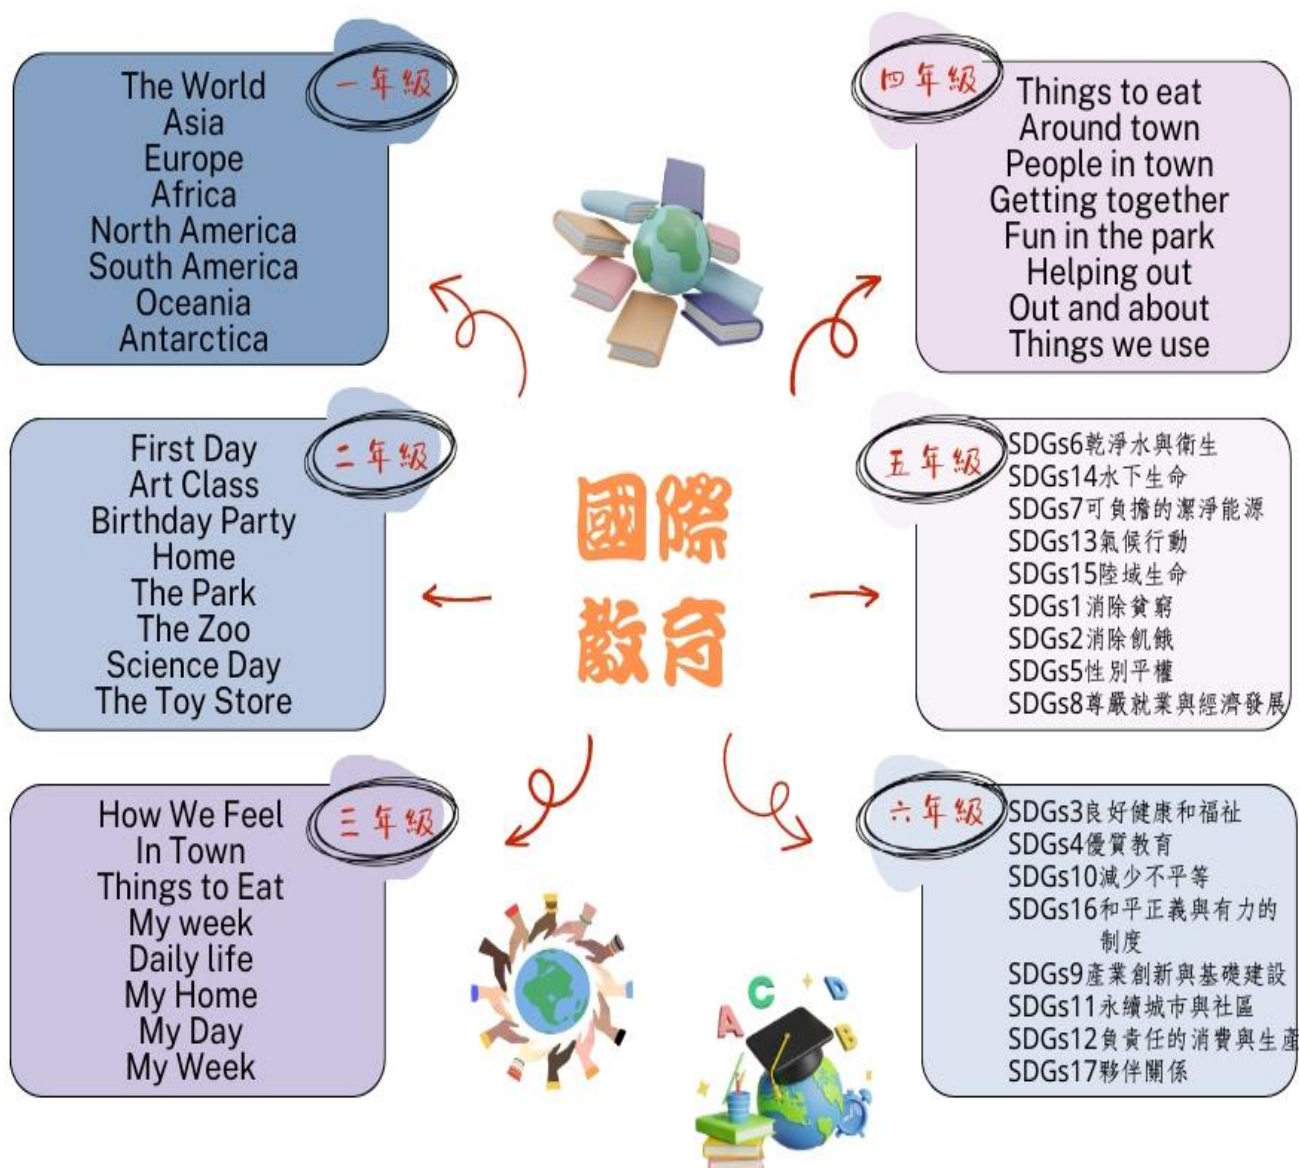 一年級
The World
Asia
Europe
Africa
North America
South America
Oceania
Antarctica
二年級
First Day
Art Class
Birthday Party
Home
The Park
The Zoo
Science Day
The Toy Store
三年級
How We Feel
In Town
Things to Eat
My week
Daily life
My Home
My Day
My Week
國際
教育
四年級
Things to eat
Around town
People in town
Getting together
Fun in the park
Helping out
Out and about
Things we use
五年級
SDGs6乾淨水與衛生
SDGs14水下生命
SDGs7可負擔的潔淨能源
SDGs13氣候行動
SDGs15陸域生命
SDGs1消除貧窮
SDGs2消除飢餓
SDGs5性別平權
SDGs8尊嚴就業與經濟發展
六年級
SDGs3良好健康和福祉
SDGs4優質教育
SDGs10減少不平等
SDGs16和平正義與有力的
制度
SDGs9產業創新與基礎建設
SDGs11永續城市與社區
SDGs12負責任的消費與生產
SDGs17夥伴關係
A
C
D
B